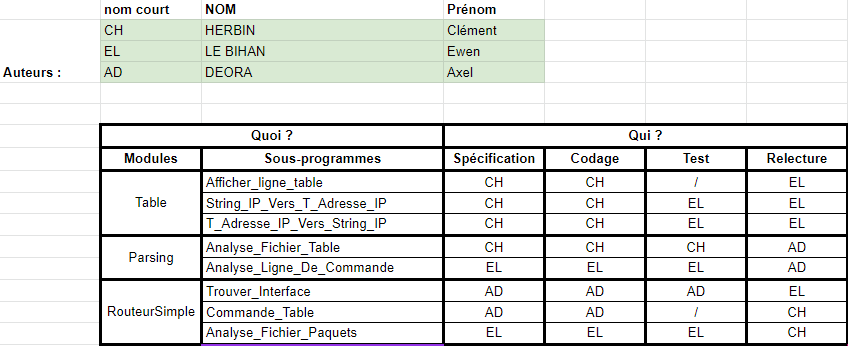 nom court NOM Prénom
CH HERBIN Clément
EL LE BIHAN Ewen
Auteurs : AD DEORA Axel
Quoi ? Qui ?
Modules Sous-programmes Spécification Codage Test Relecture
Afficher_ligne_table CH CH / EL
Table String_IP_Vers_T_Adresse_IP CH CH EL EL
T_Adresse_IP_Vers_String_IP CH CH EL EL
Parsing Analyse_Fichier_Table CH CH CH AD
Analyse_Ligne_De_Commande EL EL EL AD
Trouver_Interface AD AD AD EL
RouteurSimple Commande_Table AD AD / CH
Analyse_Fichier_Paquets EL EL EL CH